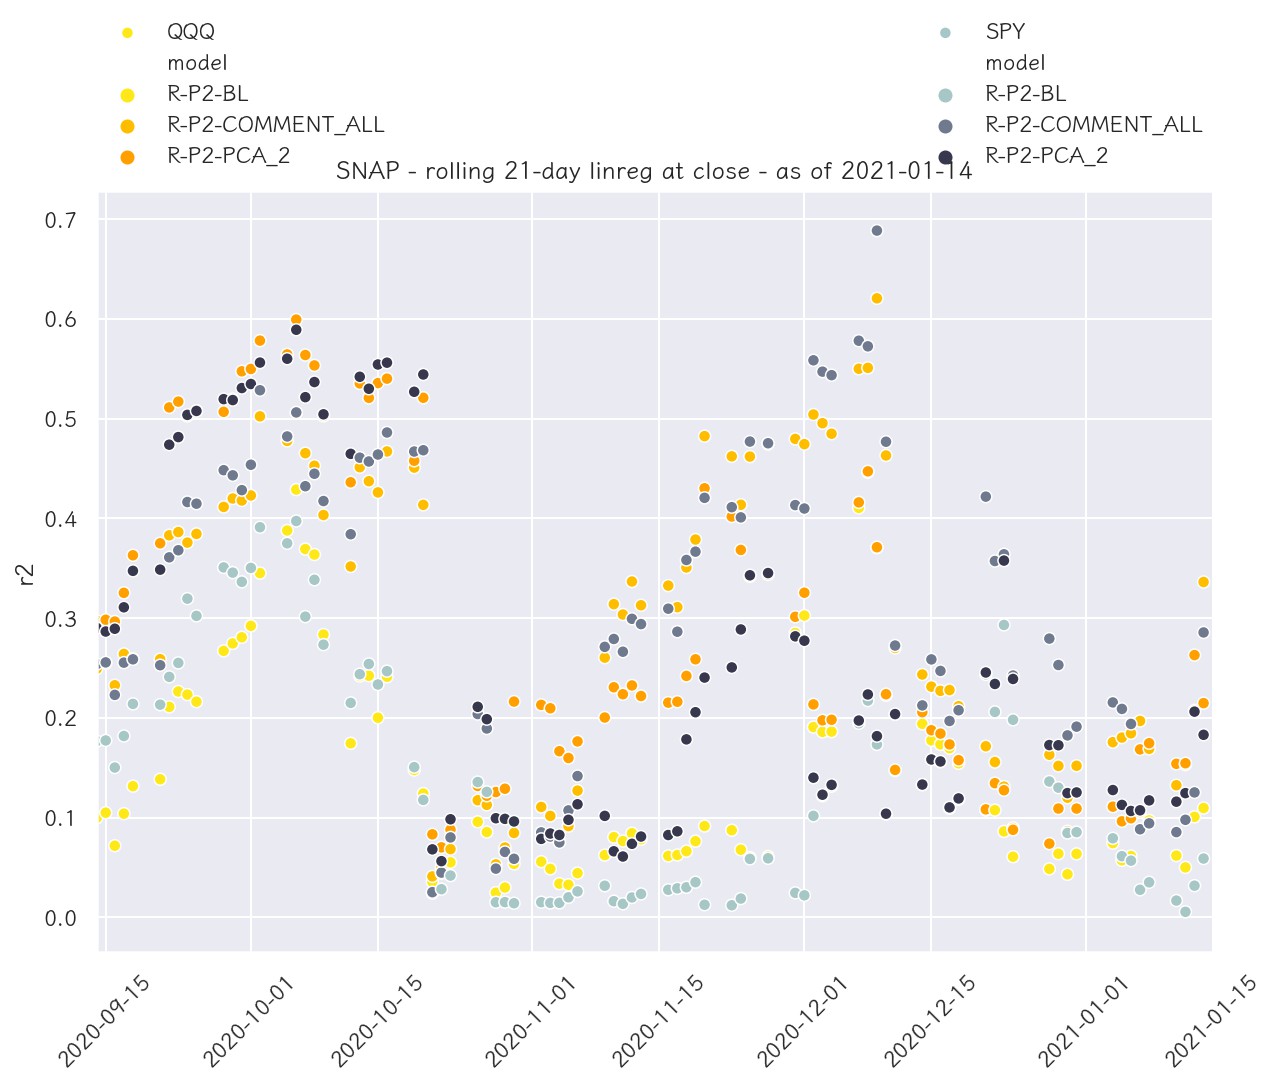 QQQ
model
R-P2-BL
R-P2-COMMENT_ALL
R-P2-PCA_2
SPY
model
R-P2-BL
R-P2-COMMENT_ALL
R-P2-PCA_2
SNAP - rolling 21-day linreg at close - as of 2021-01-14
0.7
0.6
0.5
0.4
0.3
0.2
0.1
0.0
r2
2020-09-15
2020-10-01
2020-10-15
2020-11-01
2020-11-15
2020-12-01
2020-12-15
2021-01-01
2021-01-15